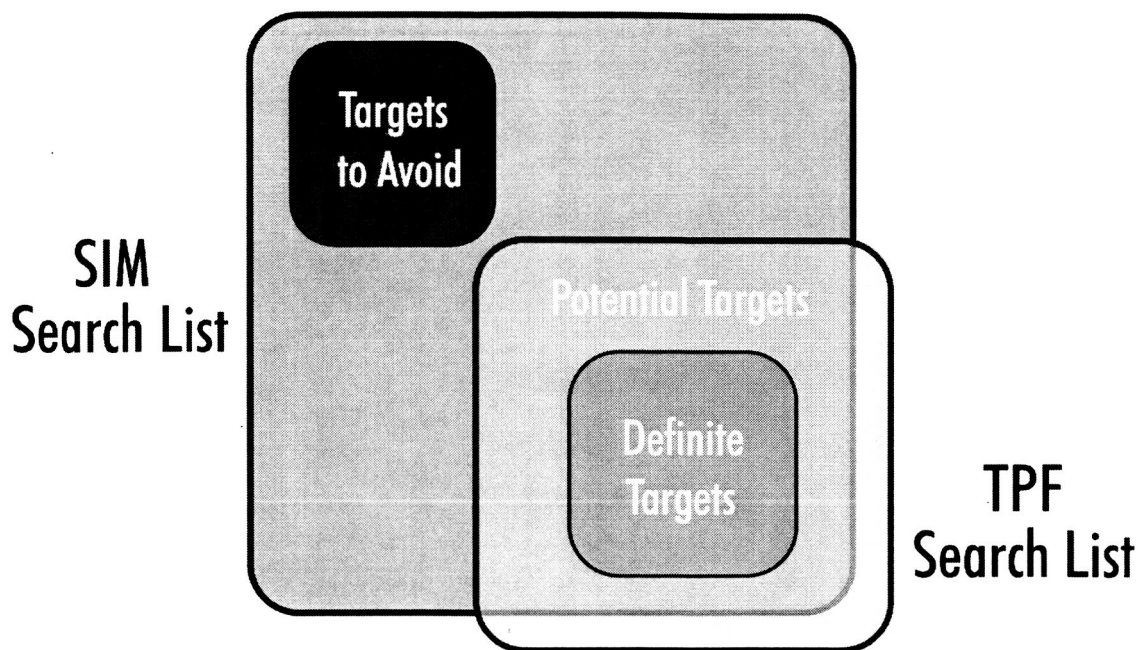 Targets
to Avoid
SIM
Search List
Potential Targets
Definite
Targets
TPF
Search List